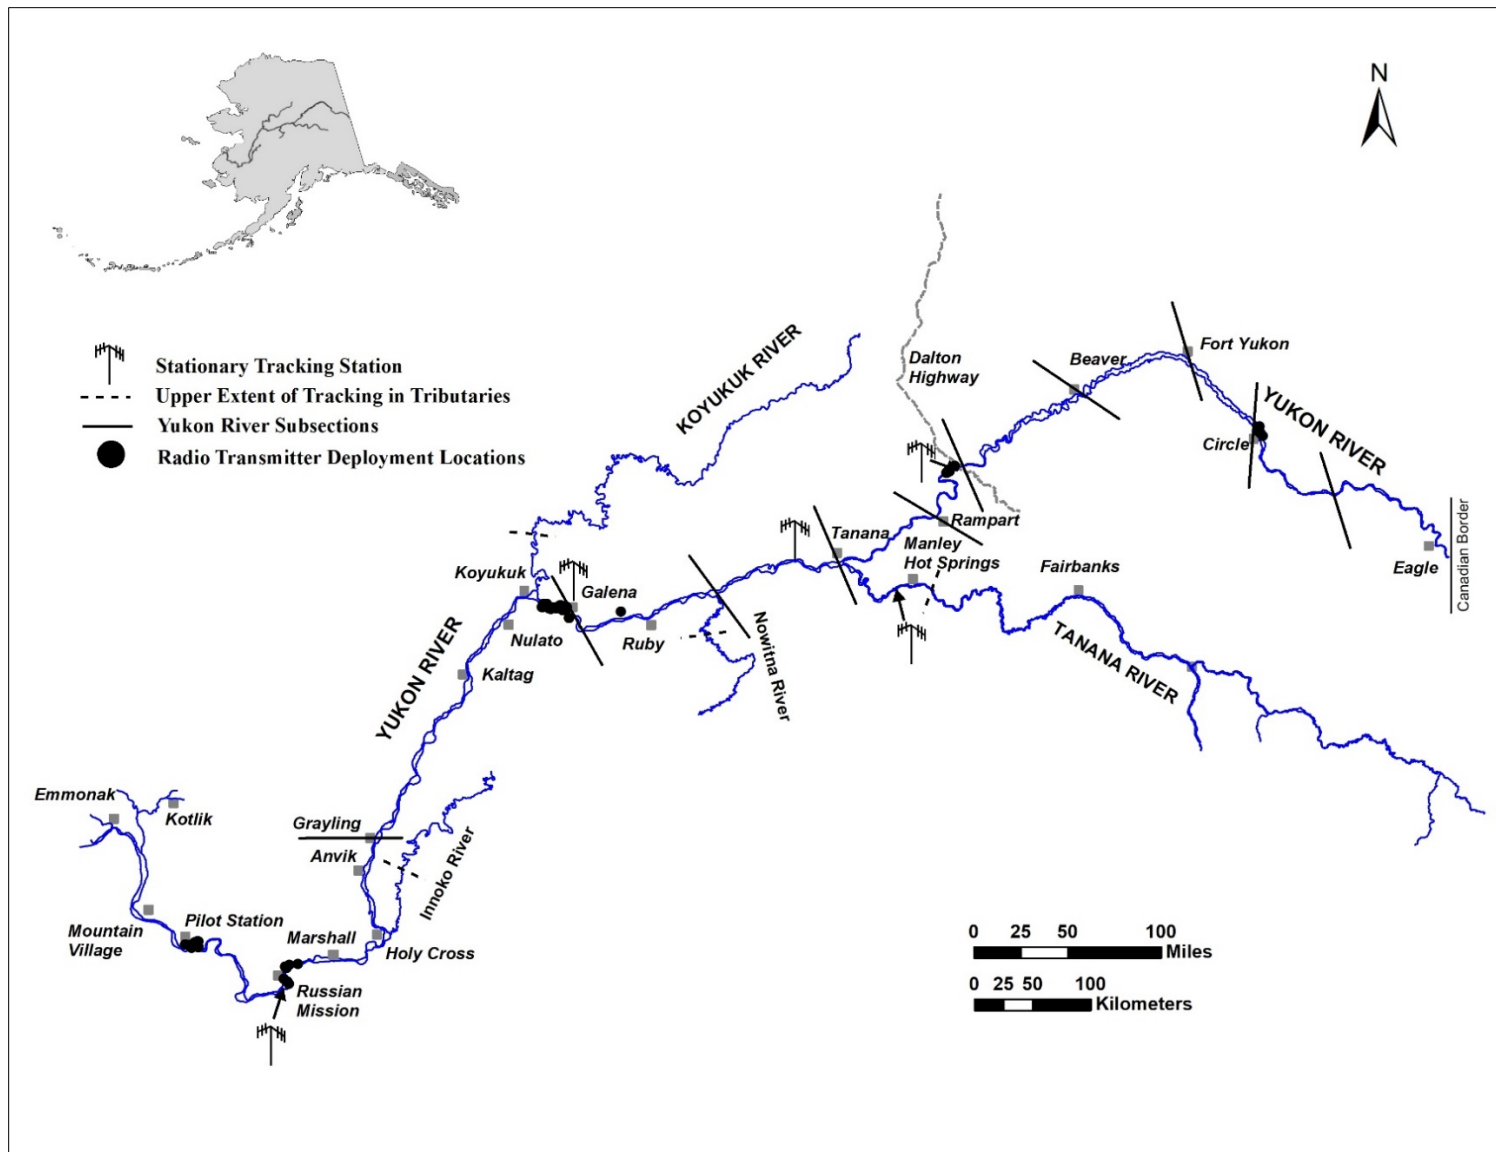 N
Stationary Tracking Station
Upper Extent of Tracking in Tributaries
Yukon River Subsections
Radio Transmitter Deployment Locations
KOYUKUK RIVER
Dalton
Highway
Beaver
Fort Yukon
YUKON RIVER
Circle
Rampart
Tanana
Manley
Hot Springs
Fairbanks
Eagle
Canadian Border
Koyukuk
Galena
Nulato
Ruby
Nowitna River
TANANA RIVER
Kaltag
YUKON RIVER
Emmonak
Kotlik
Grayling
Anvik
Innoko River
Mountain
Village
Pilot Station
Marshall
Holy Cross
Russian
Mission
0 25 50 100
Miles
0 25 50 100
Kilometers